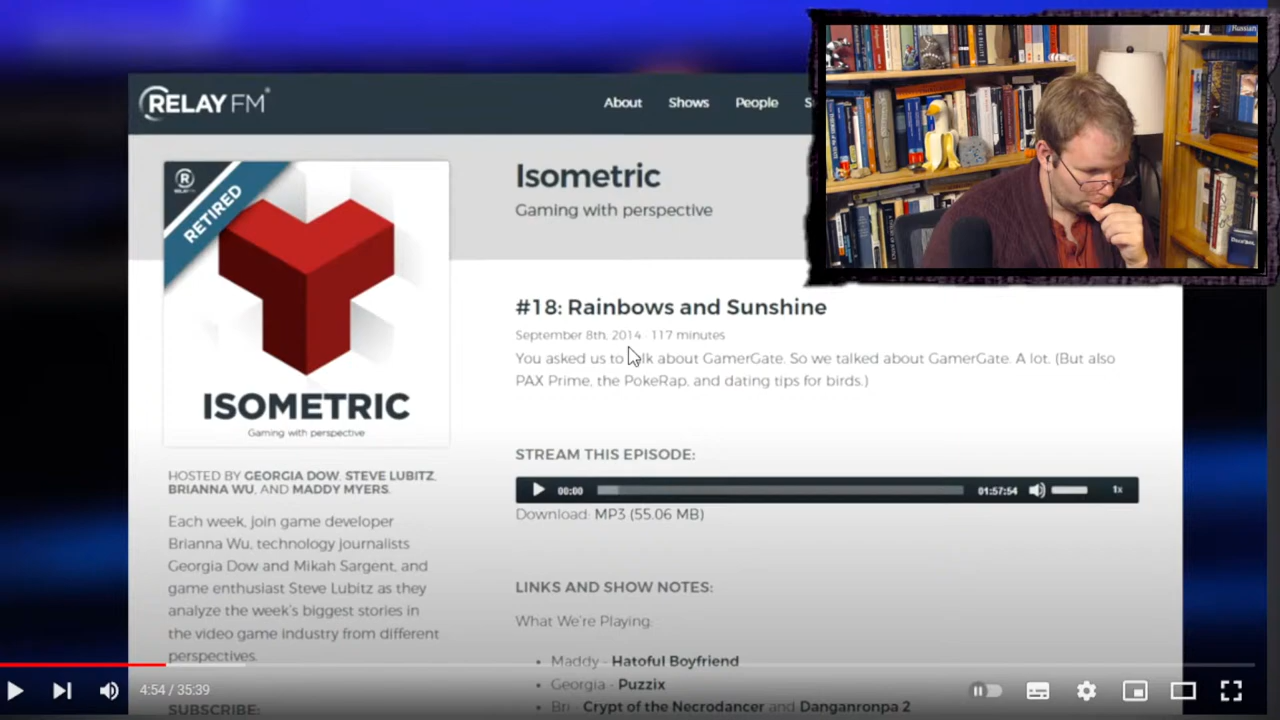 RELAY FM
About Shows People S
RELAY FM
RETIRED
ISOMETRIC
Gaming with perspective
HOSTED BY GEORGIA DOW, STEVE LUBITZ,
BRIANNA WU, AND MADDY MYERS.
Each week, join game developer
Brianna Wu, technology journalists
Georgia Dow and Mikah Sargent, and
game enthusiast Steve Lubitz as they
analyze the week's biggest stories in
the video game industry from different
perspectives.
SUBSCRIBE:
Isometric
Gaming with perspective
#18: Rainbows and Sunshine
September 8th, 2014 · 117 minutes
You asked us to talk about GamerGate. So we talked about GamerGate. A lot. (But also
PAX Prime, the PokeRap, and dating tips for birds.)
STREAM THIS EPISODE:
00:00 01:57:54 1x
Download: MP3 (55.06 MB)
LINKS AND SHOW NOTES:
What We're Playing:
• Maddy - Hatoful Boyfriend
• Georgia - Puzzix
• Bri - Crypt of the Necrodancer and Danganronpa 2
4:54 / 35:39
Russian